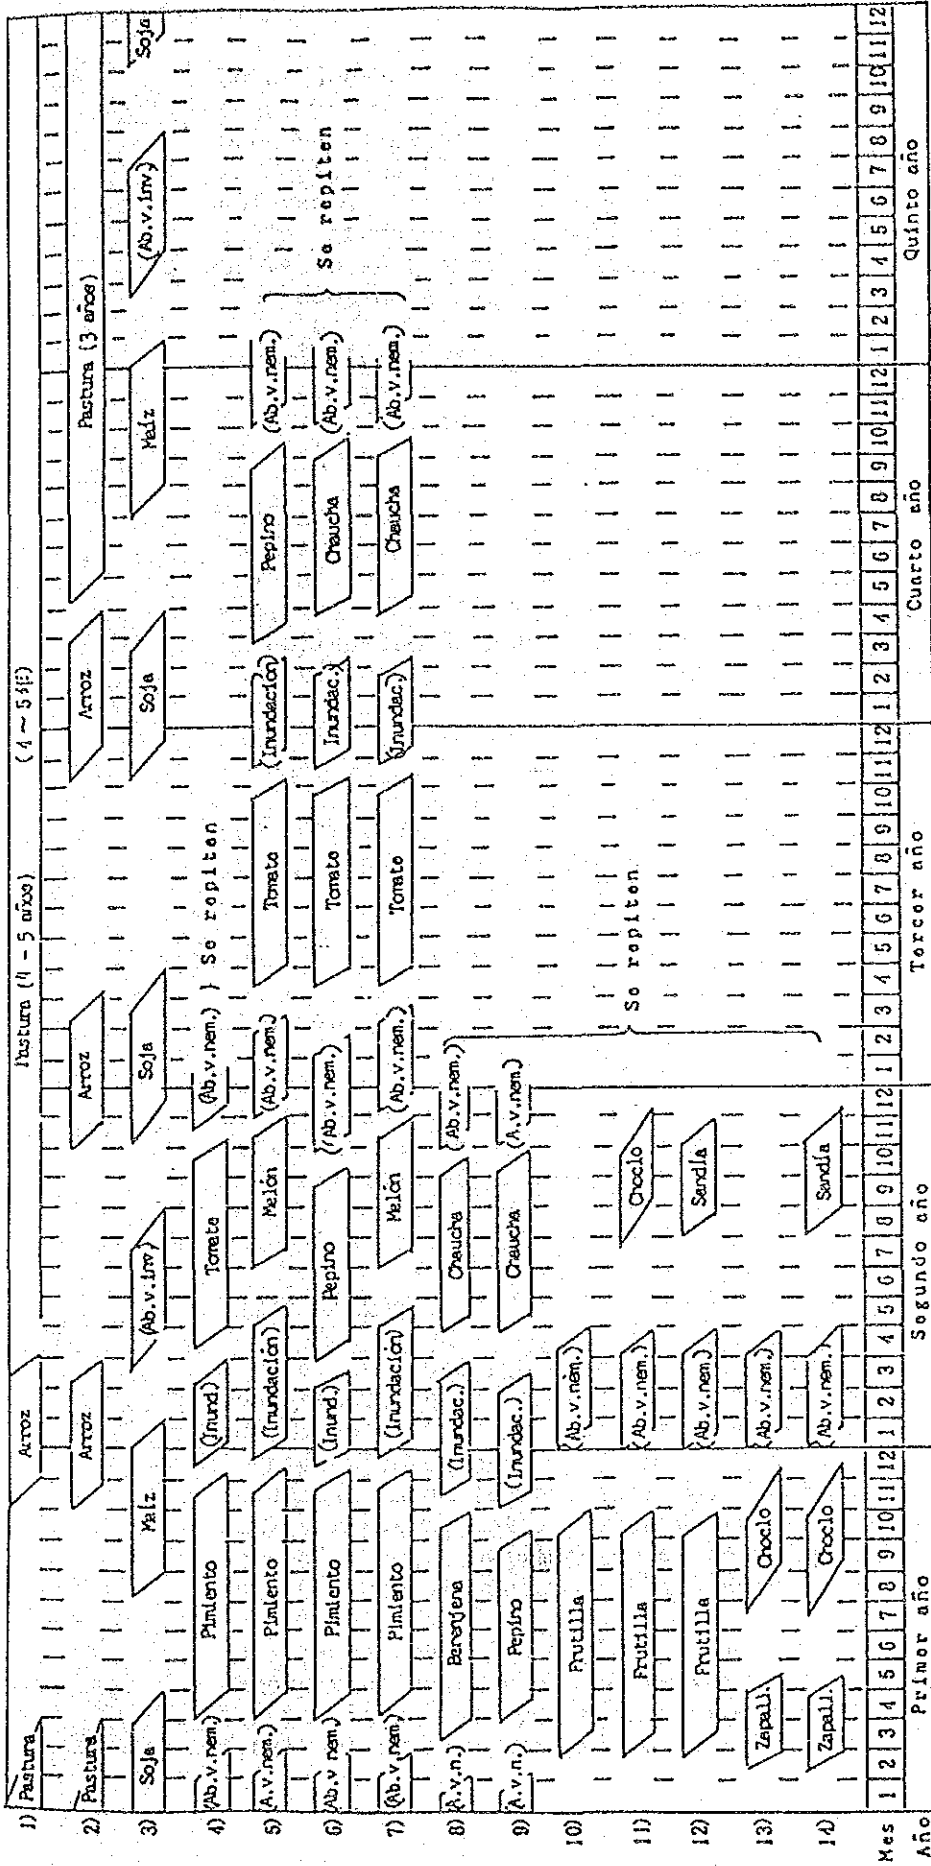 1) Pastura Arroz Pastura (4 - 5 años) (4 ~ 5年)
2) Pastura Arroz Arroz Arroz Pastura (3 años)
3) Soja Maíz (Ab.v.inv) Soja Soja Maíz (Ab.v.inv) Soja
4) (Ab.v.nem) Pimiento (Inund) Tomate (Ab.v.nem.) } Se repiten
5) (A.v.nem.) Pimiento (Inundación) Melón (Ab.v.nem.) Tomate (Inundación) Pepino (Ab.v.nem.)
6) (Ab.v.nem) Pimiento (Inund.) Pepino (Ab.v.nem.) Tomate Inundac.) Chaucha (Ab.v.nem.) Se repiten
7) (Ab.v.nem) Pimiento (Inundación) Melón (Ab.v.nem.) Tomate (Inundac.) Chaucha (Ab.v.nem.)
8) (A.v.n.) Berenjena (Inundac.) Chaucha (Ab.v.nem.)
9) (A.v.n.) Pepino (Inundac.) Chaucha (A.v.nem.)
10) Frutilla (Ab.v.nem.)
11) Frutilla (Ab.v.nem.) Choclo Se repiten
12) Frutilla (Ab.v.nem) Sandía
13) Zapall. Choclo (Ab.v.nem.)
14) Zapall. Choclo (Ab.v.nem.) Sandía
Mes 1 2 3 4 5 6 7 8 9 10 11 12 1 2 3 4 5 6 7 8 9 10 11 12 1 2 3 4 5 6 7 8 9 10 11 12 1 2 3 4 5 6 7 8 9 10 11 12 1 2 3 4 5 6 7 8 9 10 11 12
Año Primer año Segundo año Tercer año Cuarto año Quinto año